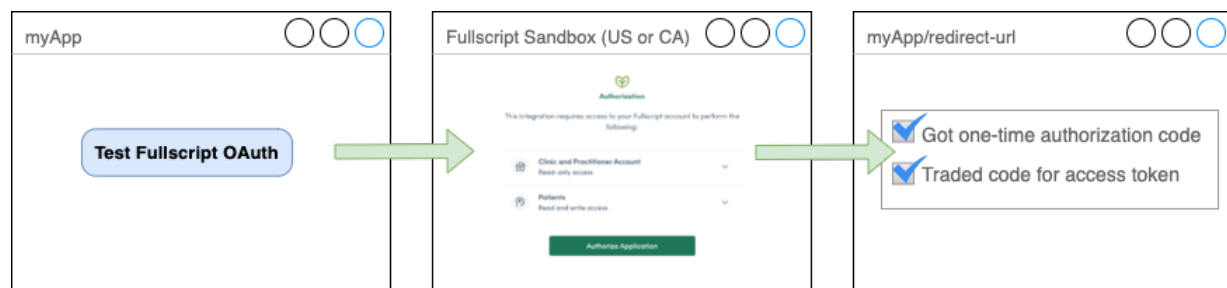 myApp
Test Fullscript OAuth
Fullscript Sandbox (US or CA)
Authorization
This integration requires access to your Fullscript account to perform the
following:
Clinic and Practitioner Account
Read-only access
Patients
Read and write access
Authorize Application
myApp/redirect-url
Got one-time authorization code
Traded code for access token